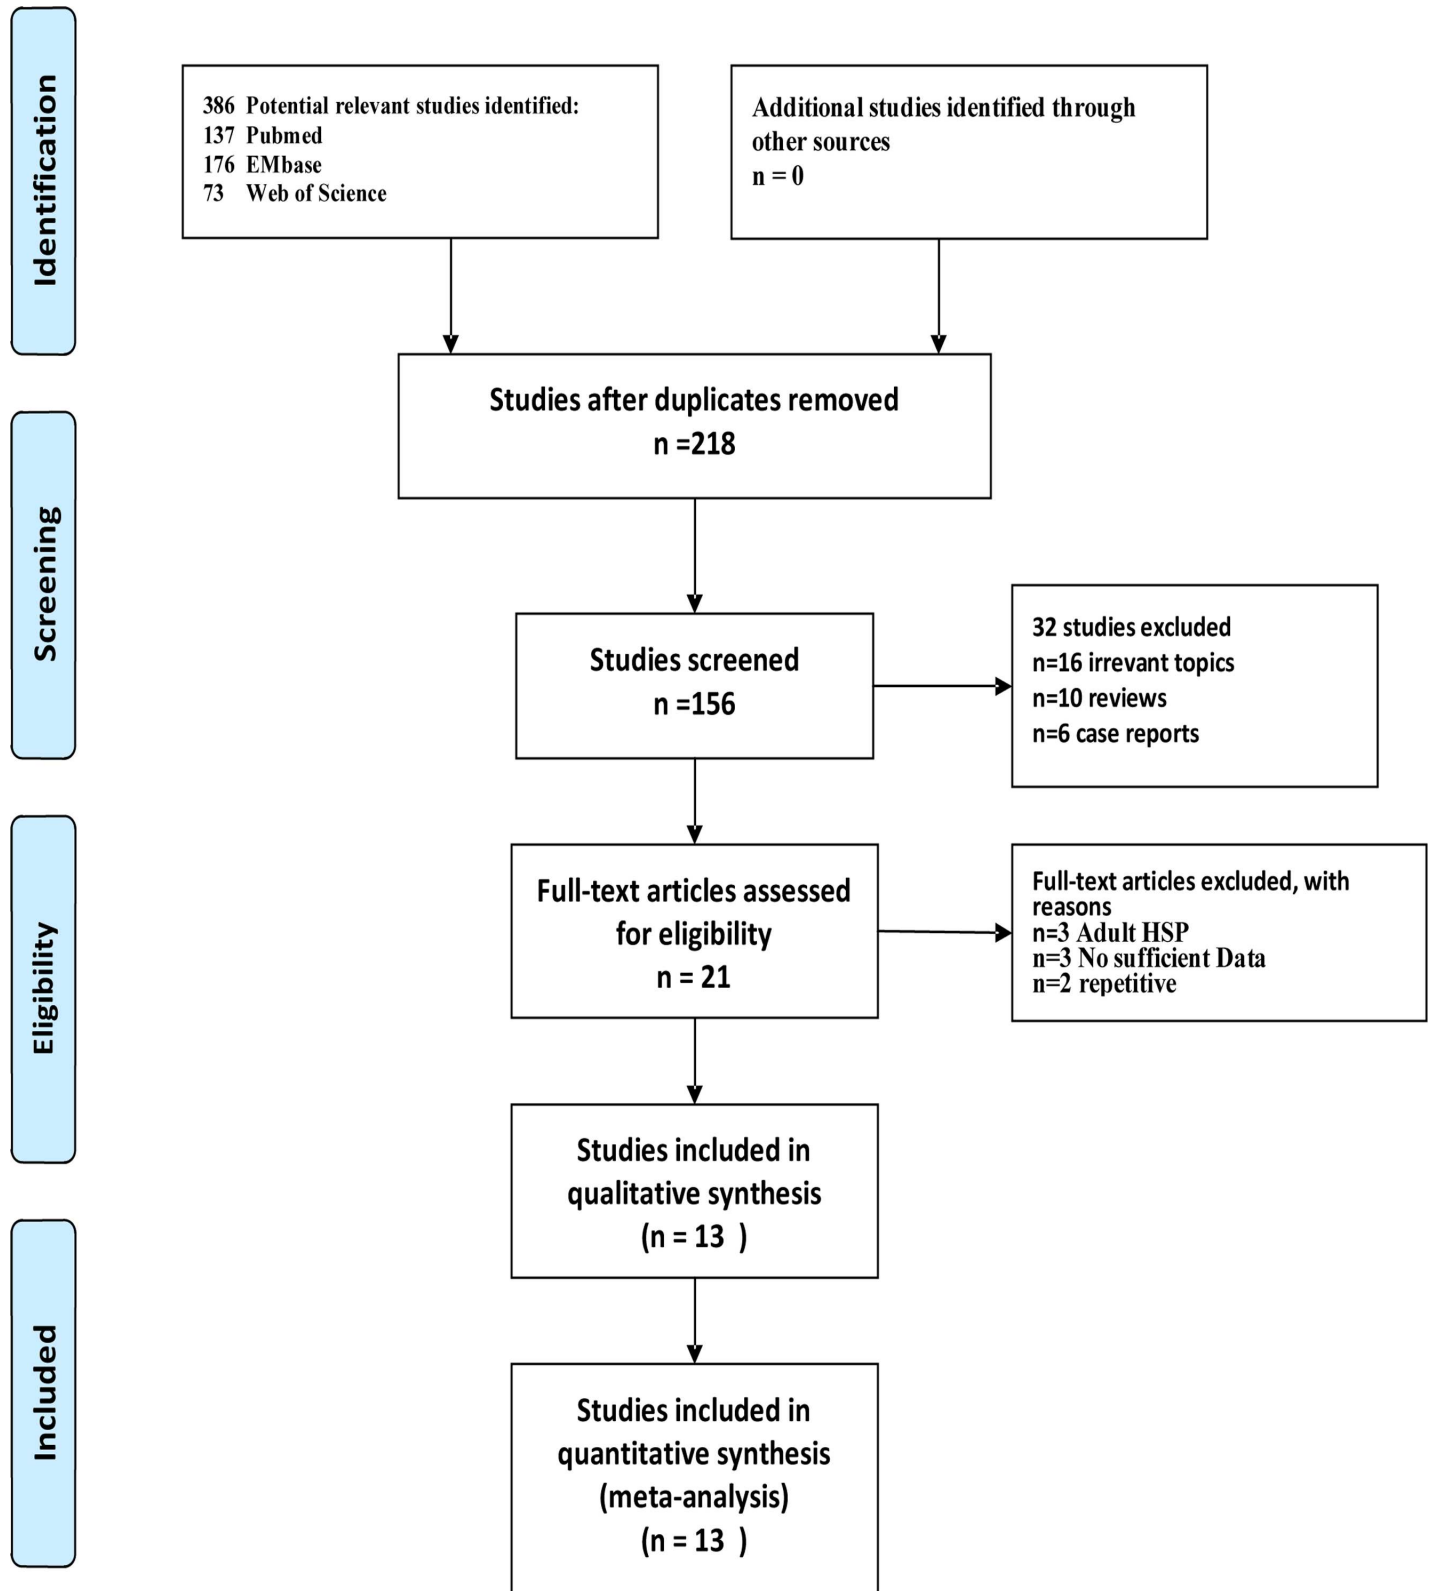 Identification
386 Potential relevant studies identified:
137 Pubmed
176 EMbase
73 Web of Science
Additional studies identified through
other sources
n = 0
Studies after duplicates removed
n =218
Screening
Studies screened
n =156
32 studies excluded
n=16 irrevant topics
n=10 reviews
n=6 case reports
Eligibility
Full-text articles assessed
for eligibility
n = 21
Full-text articles excluded, with
reasons
n=3 Adult HSP
n=3 No sufficient Data
n=2 repetitive
Studies included in
qualitative synthesis
(n = 13 )
Included
Studies included in
quantitative synthesis
(meta-analysis)
(n = 13 )